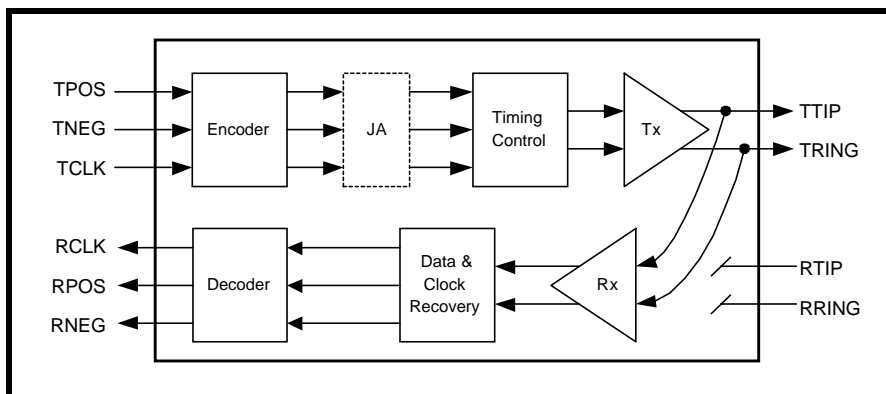 TPOS
TNEG
TCLK
Encoder
JA
Timing
Control
Tx
TTIP
TRING
RCLK
RPOS
RNEG
Decoder
Data &
Clock
Recovery
Rx
RTIP
RRING